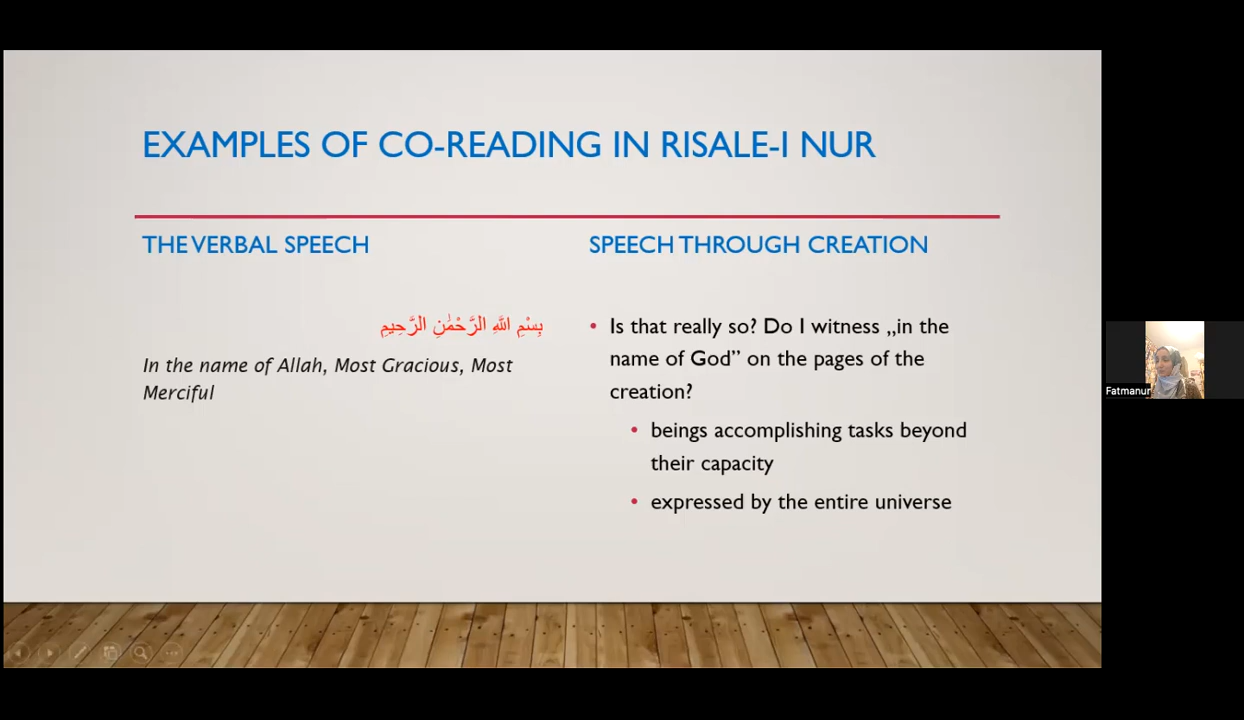 EXAMPLES OF CO-READING IN RISALE-I NUR
THE VERBAL SPEECH
بِسْمِ اللَّهِ الرَّحْمَٰنِ الرَّحِيمِ
In the name of Allah, Most Gracious, Most
Merciful
SPEECH THROUGH CREATION
• Is that really so? Do I witness „in the
name of God” on the pages of the
creation?
• beings accomplishing tasks beyond
their capacity
• expressed by the entire universe
Fatmanur